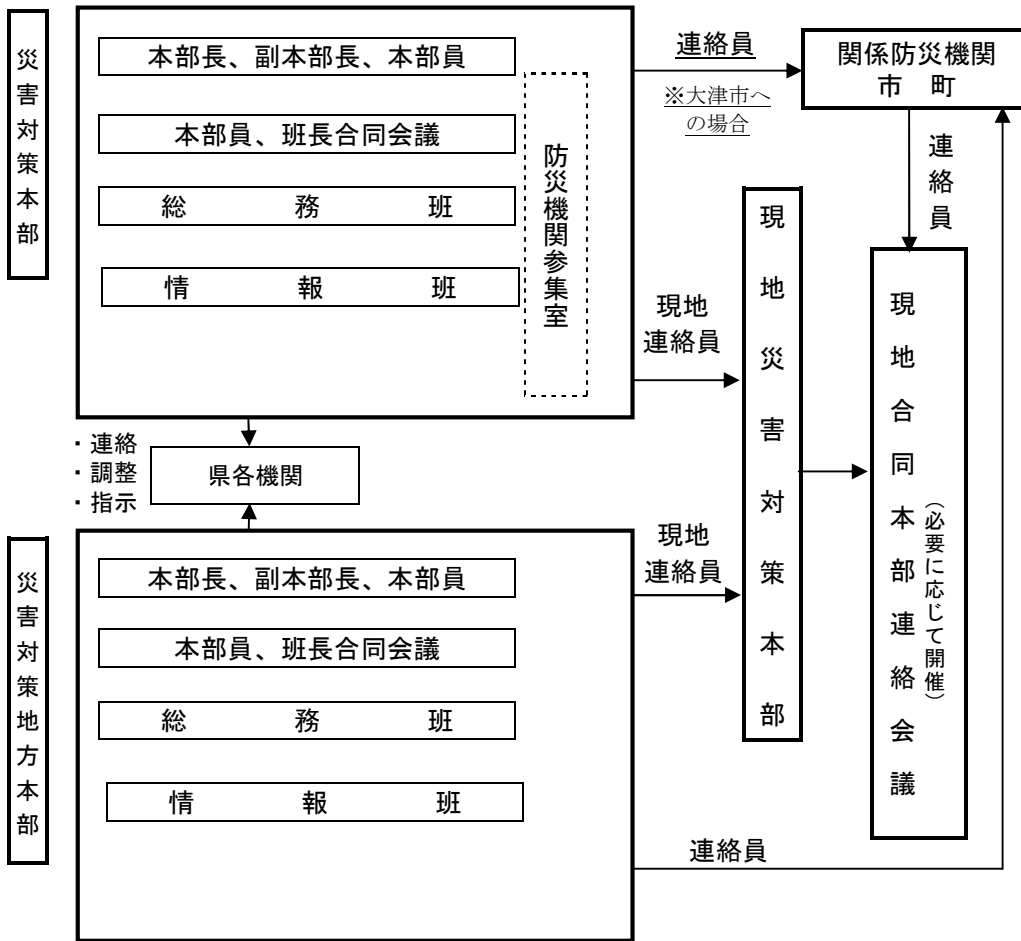 災害対策本部
本部長、副本部長、本部員
本部員、班長合同会議
総　務　班
情　報　班
防災機関参集室
連絡員
※大津市へ
の場合
関係防災機関
市　町
連絡員
現地
連絡員
現地災害対策本部
現地合同本部連絡会議
（必要に応じて開催）
・連絡
・調整
・指示
県各機関
災害対策地方本部
本部長、副本部長、本部員
本部員、班長合同会議
総　務　班
情　報　班
現地
連絡員
連絡員